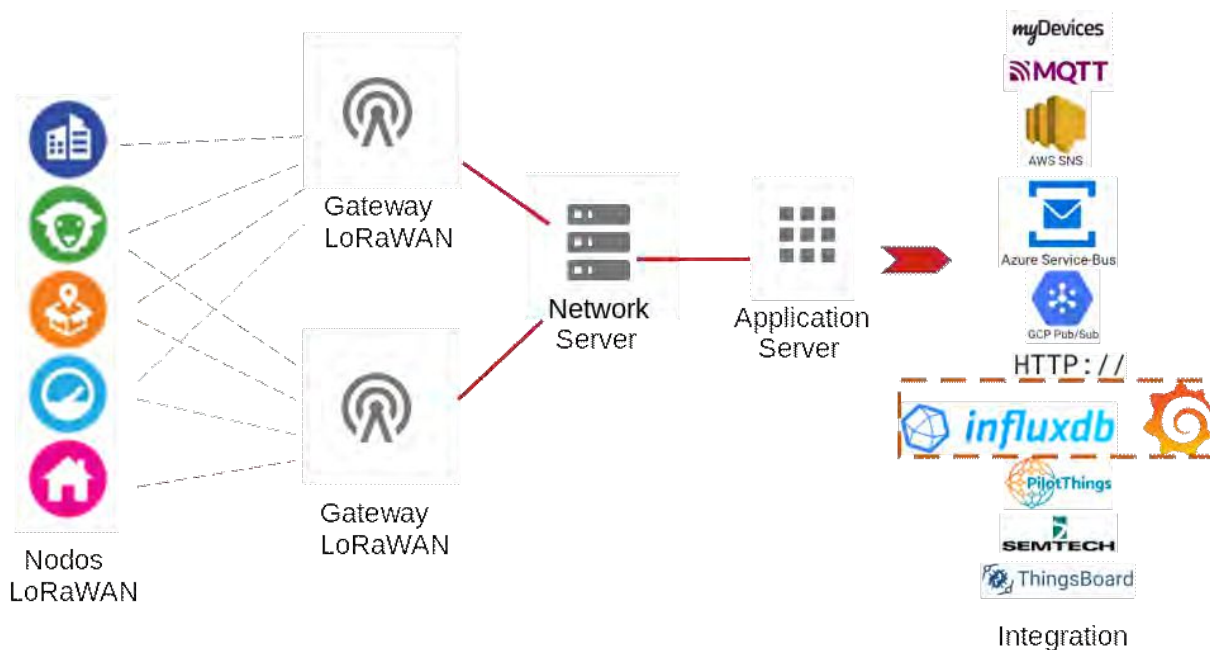 Nodos
LoRaWAN
Gateway
LoRaWAN
Gateway
LoRaWAN
Network
Server
Application
Server
myDevices
MQTT
AWS SNS
Azure Service-Bus
GCP Pub/Sub
HTTP://
influxdb
PilotThings
SEMTECH
ThingsBoard
Integration